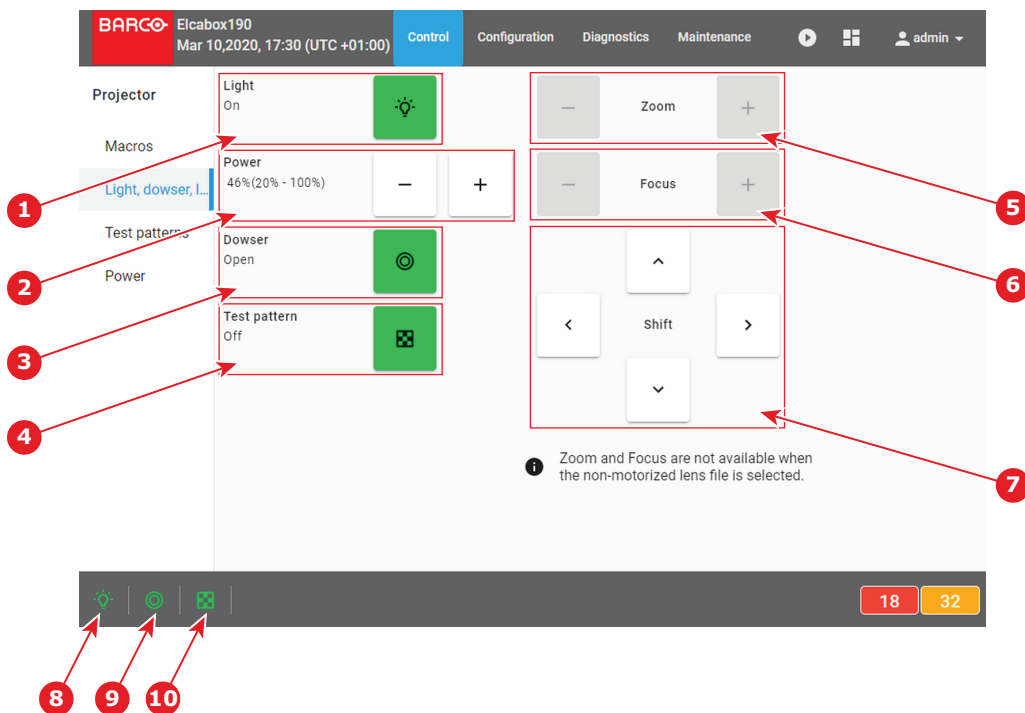 BARCO
Elcabox190
Mar 10,2020, 17:30 (UTC +01:00)
Control
Configuration
Diagnostics
Maintenance
admin
Projector
Macros
Light, dowser, l...
Test patterns
Power
Light
On
Power
46%(20% - 100%)
−
+
Dowser
Open
Test pattern
Off
− Zoom +
− Focus +
Shift
Zoom and Focus are not available when
the non-motorized lens file is selected.
18
32
1
2
3
4
5
6
7
8
9
10